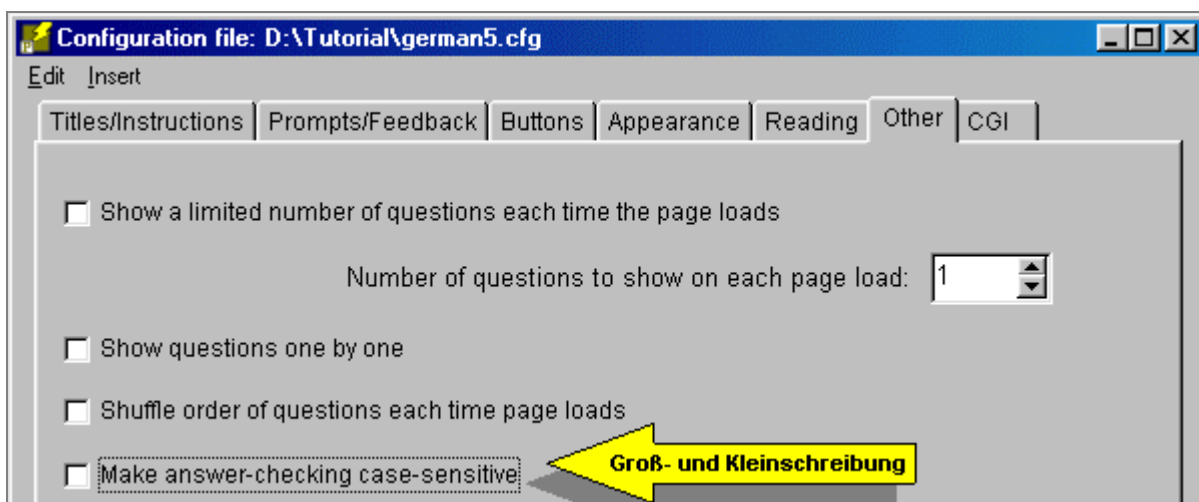 Configuration file: D:\Tutorial\german5.cfg
Edit Insert
Titles/Instructions Prompts/Feedback Buttons Appearance Reading Other CGI
Show a limited number of questions each time the page loads
Number of questions to show on each page load: 1
Show questions one by one
Shuffle order of questions each time page loads
Make answer-checking case-sensitive Groß- und Kleinschreibung